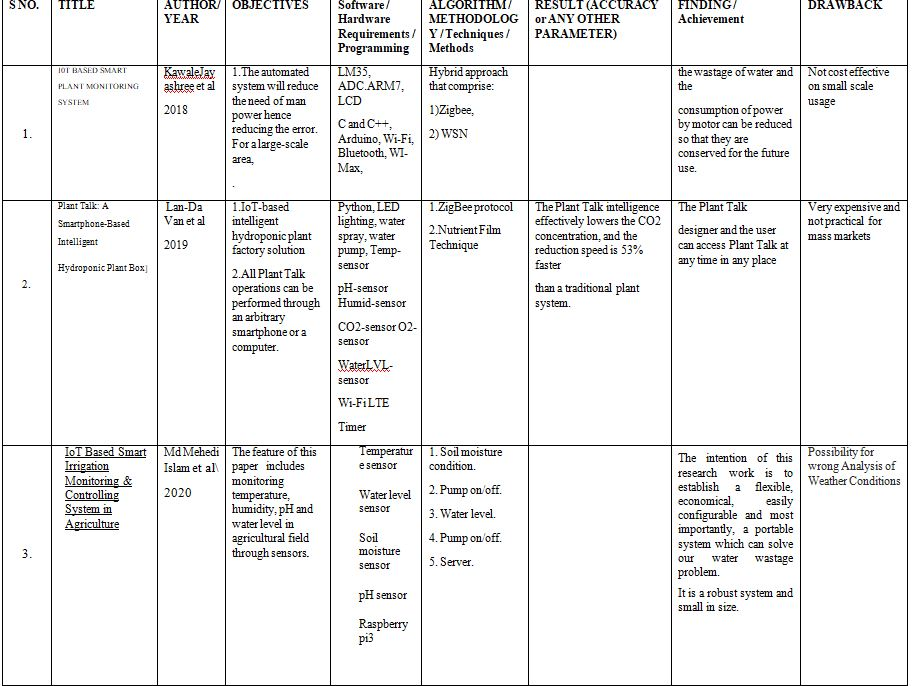 S NO.
TITLE
AUTHOR/
YEAR
OBJECTIVES
Software /
Hardware
Requirements /
Programming
ALGORITHM /
METHODOLOG
Y / Techniques /
Methods
RESULT (ACCURACY
or ANY OTHER
PARAMETER)
FINDING /
Achievement
DRAWBACK
1.
IOT BASED SMART
PLANT MONITORING
SYSTEM
KawaleJay
ashree et al
2018
1.The automated
system will reduce
the need of man
power hence
reducing the error.
For a large-scale
area,
.
LM35,
ADC.ARM7,
LCD
C and C++,
Arduino, Wi-Fi,
Bluetooth, WI-
Max,
Hybrid approach
that comprise:
1)Zigbee,
2) WSN
the wastage of water and
the
consumption of power
by motor can be reduced
so that they are
conserved for the future
use.
Not cost effective
on small scale
usage
2.
Plant Talk: A
Smartphone-Based
Intelligent
Hydroponic Plant Box]
Lan-Da
Van et al
2019
1.IoT-based
intelligent
hydroponic plant
factory solution
2.All Plant Talk
operations can be
performed through
an arbitrary
smartphone or a
computer.
Python, LED
lighting, water
spray, water
pump, Temp-
sensor
pH-sensor
Humid-sensor
CO2-sensor O2-
sensor
WaterLVL-
sensor
Wi-Fi LTE
Timer
1.ZigBee protocol
2.Nutrient Film
Technique
The Plant Talk intelligence
effectively lowers the CO2
concentration, and the
reduction speed is 53%
faster
than a traditional plant
system.
The Plant Talk
designer and the user
can access Plant Talk at
any time in any place
Very expensive and
not practical for
mass markets
3.
IoT Based Smart
Irrigation
Monitoring &
Controlling
System in
Agriculture
Md Mehedi
Islam et al\
2020
The feature of this
paper includes
monitoring
temperature,
humidity, pH and
water level in
agricultural field
through sensors.
Temperatur
e sensor
Water level
sensor
Soil
moisture
sensor
pH sensor
Raspberry
pi3
1. Soil moisture
condition.
2. Pump on/off.
3. Water level.
4. Pump on/off.
5. Server.
The intention of this
research work is to
establish a flexible,
economical, easily
configurable and most
importantly, a portable
system which can solve
our water wastage
problem.
It is a robust system and
small in size.
Possibility for
wrong Analysis of
Weather Conditions